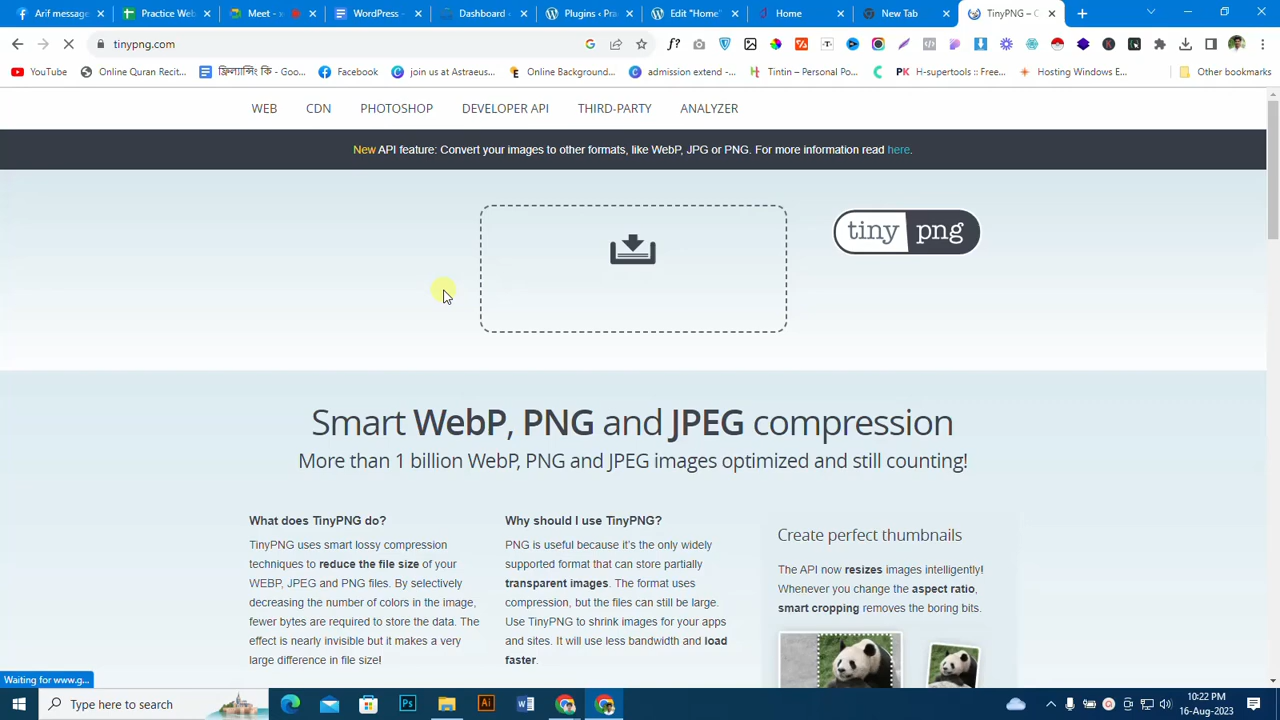 Arif message
Practice Web
Meet -
WordPress -
Dashboard
Plugins ‹ Pra
Edit "Home"
Home
New Tab
TinyPNG – C
tinypng.com
YouTube
Online Quran Recit...
ফ্রিল্যান্সিং কি - Goo...
Facebook
join us at Astraeus...
Online Background...
admission extend -...
Tintin – Personal Po...
H-supertools :: Free...
Hosting Windows E...
Other bookmarks
WEB
CDN
PHOTOSHOP
DEVELOPER API
THIRD-PARTY
ANALYZER
New API feature: Convert your images to other formats, like WebP, JPG or PNG. For more information read here.
tiny png
Smart WebP, PNG and JPEG compression
More than 1 billion WebP, PNG and JPEG images optimized and still counting!
What does TinyPNG do?
TinyPNG uses smart lossy compression
techniques to reduce the file size of your
WEBP, JPEG and PNG files. By selectively
decreasing the number of colors in the image,
fewer bytes are required to store the data. The
effect is nearly invisible but it makes a very
large difference in file size!
Why should I use TinyPNG?
PNG is useful because it's the only widely
supported format that can store partially
transparent images. The format uses
compression, but the files can still be large.
Use TinyPNG to shrink images for your apps
and sites. It will use less bandwidth and load
faster.
Create perfect thumbnails
The API now resizes images intelligently!
Whenever you change the aspect ratio,
smart cropping removes the boring bits.
Waiting for www.g...
Type here to search
Ps
Ai
10:22 PM
16-Aug-2023